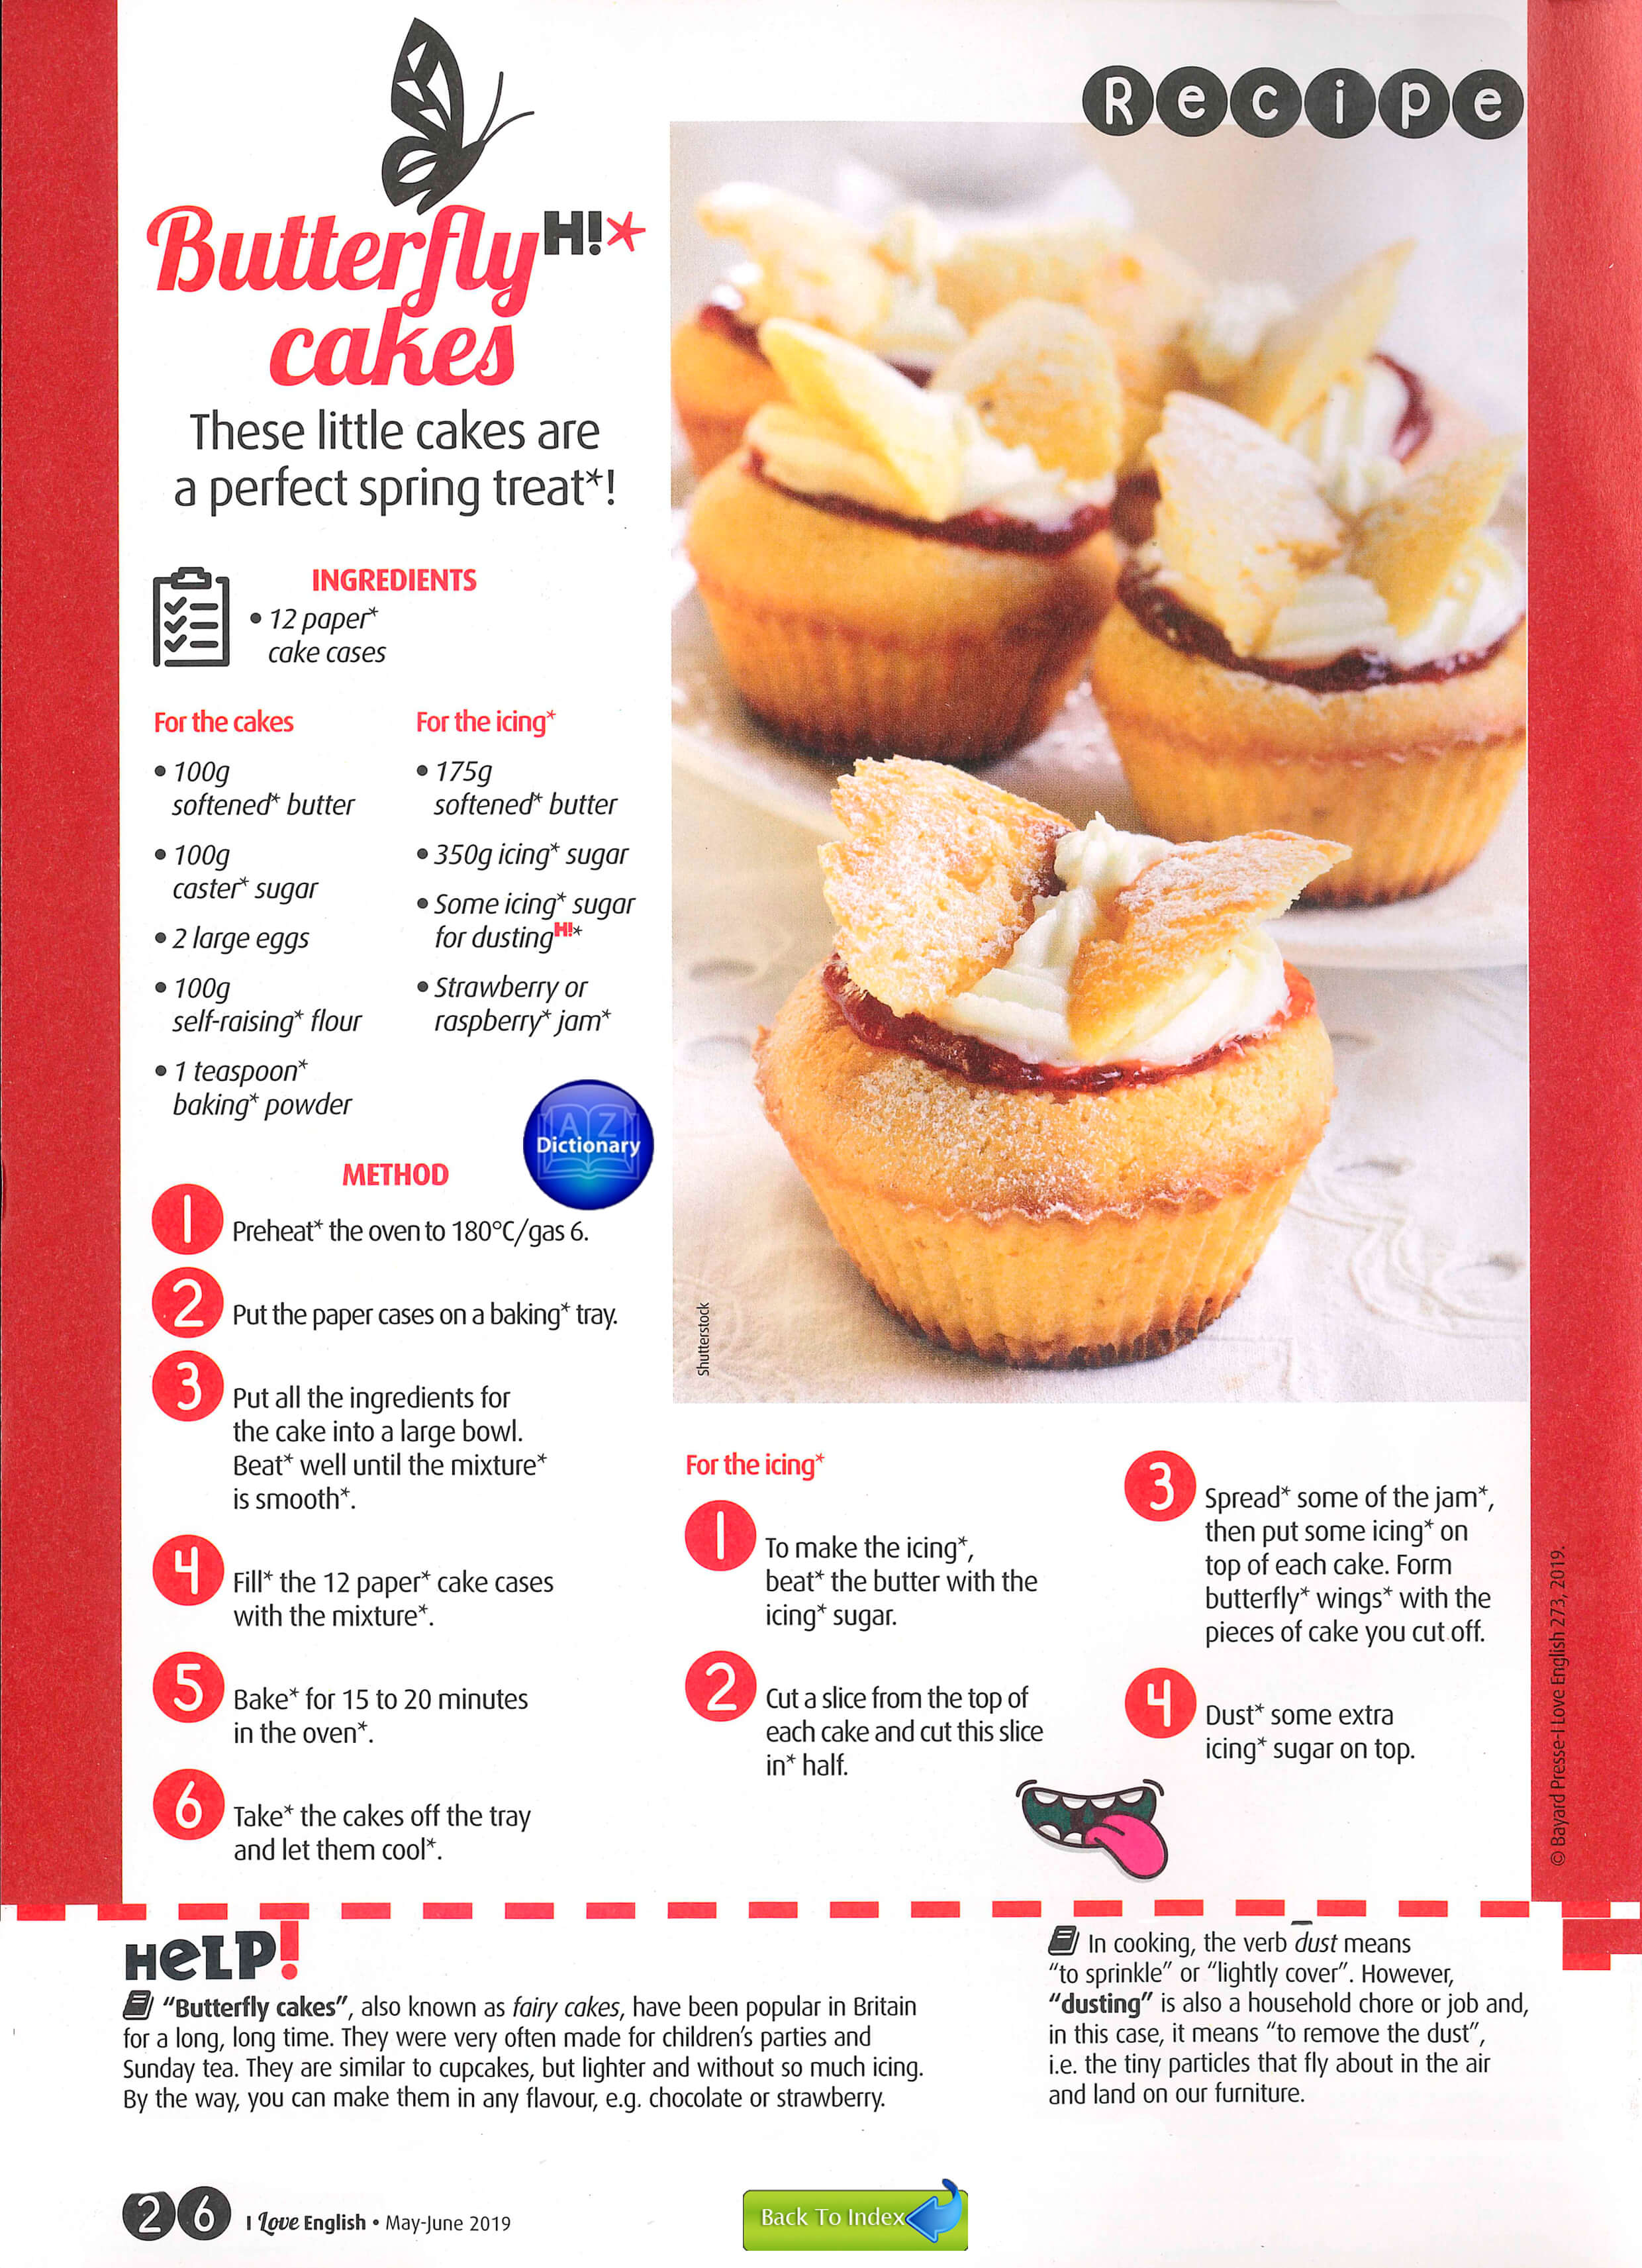 Recipe
Butterfly H!*
cakes
These little cakes are
a perfect spring treat*!
INGREDIENTS
• 12 paper*
cake cases
For the cakes
• 100g
softened* butter
• 100g
caster* sugar
• 2 large eggs
• 100g
self-raising* flour
• 1 teaspoon*
baking* powder
For the icing*
• 175g
softened* butter
• 350g icing* sugar
• Some icing* sugar
for dusting H!*
• Strawberry or
raspberry* jam*
A Z
Dictionary
METHOD
1 Preheat* the oven to 180°C/gas 6.
2 Put the paper cases on a baking* tray.
3 Put all the ingredients for
the cake into a large bowl.
Beat* well until the mixture*
is smooth*.
4 Fill* the 12 paper* cake cases
with the mixture*.
5 Bake* for 15 to 20 minutes
in the oven*.
6 Take* the cakes off the tray
and let them cool*.
Shutterstock
For the icing*
1 To make the icing*,
beat* the butter with the
icing* sugar.
2 Cut a slice from the top of
each cake and cut this slice
in* half.
3 Spread* some of the jam*,
then put some icing* on
top of each cake. Form
butterfly* wings* with the
pieces of cake you cut off.
4 Dust* some extra
icing* sugar on top.
© Bayard Presse-I Love English 273, 2019.
HELP!
"Butterfly cakes", also known as fairy cakes, have been popular in Britain
for a long, long time. They were very often made for children's parties and
Sunday tea. They are similar to cupcakes, but lighter and without so much icing.
By the way, you can make them in any flavour, e.g. chocolate or strawberry.
In cooking, the verb dust means
"to sprinkle" or "lightly cover". However,
"dusting" is also a household chore or job and,
in this case, it means "to remove the dust",
i.e. the tiny particles that fly about in the air
and land on our furniture.
26 I Love English • May-June 2019
Back To Index